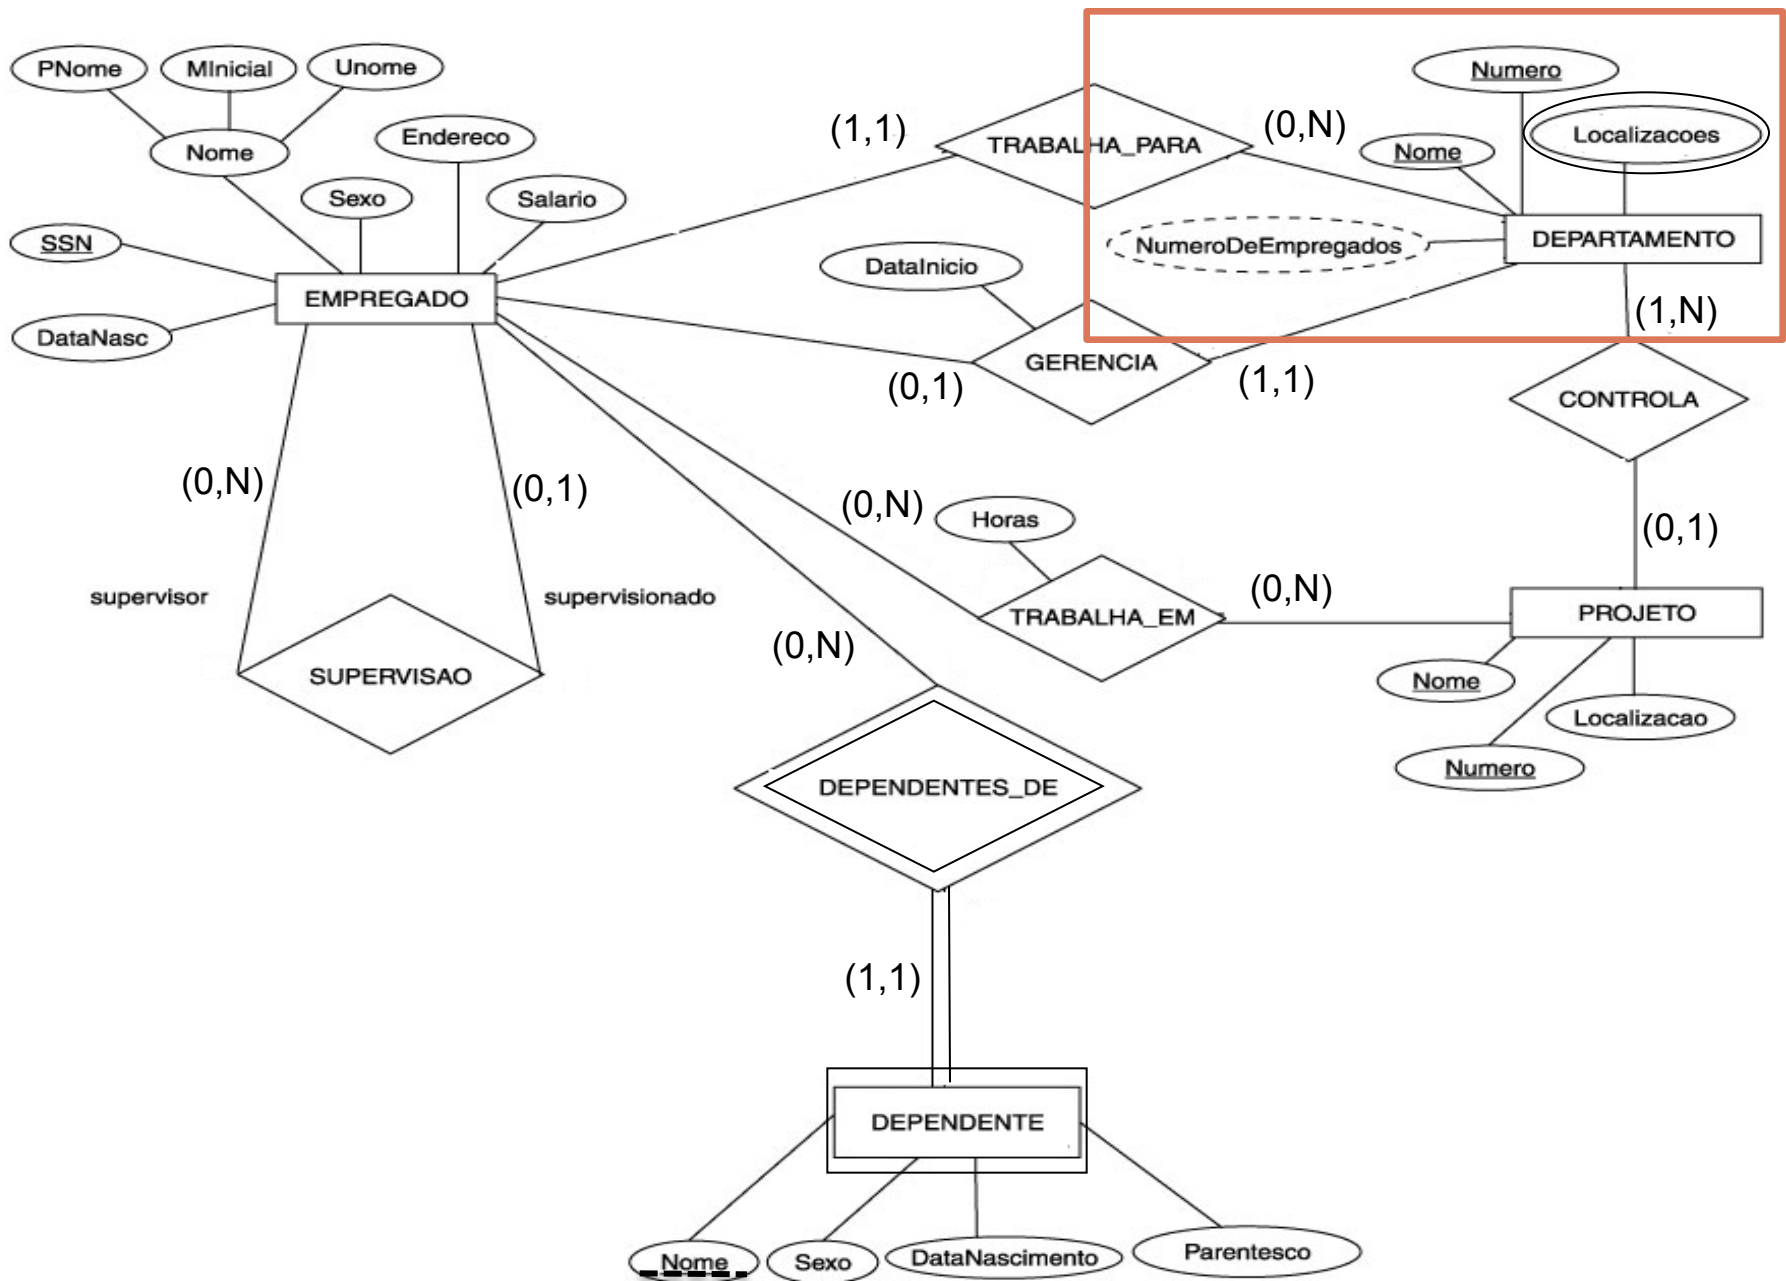 PNome
MInicial
Unome
Nome
Endereco
Sexo
Salario
SSN
DataNasc
EMPREGADO
(1,1)
TRABALHA_PARA
(0,N)
Numero
Localizacoes
Nome
NumeroDeEmpregados
DEPARTAMENTO
DataInicio
(1,N)
GERENCIA
(0,1)
(1,1)
CONTROLA
(0,N)
(0,1)
(0,N)
Horas
(0,1)
supervisor
supervisionado
SUPERVISAO
TRABALHA_EM
(0,N)
PROJETO
(0,N)
Nome
Localizacao
Numero
DEPENDENTES_DE
(1,1)
DEPENDENTE
Nome
Sexo
DataNascimento
Parentesco